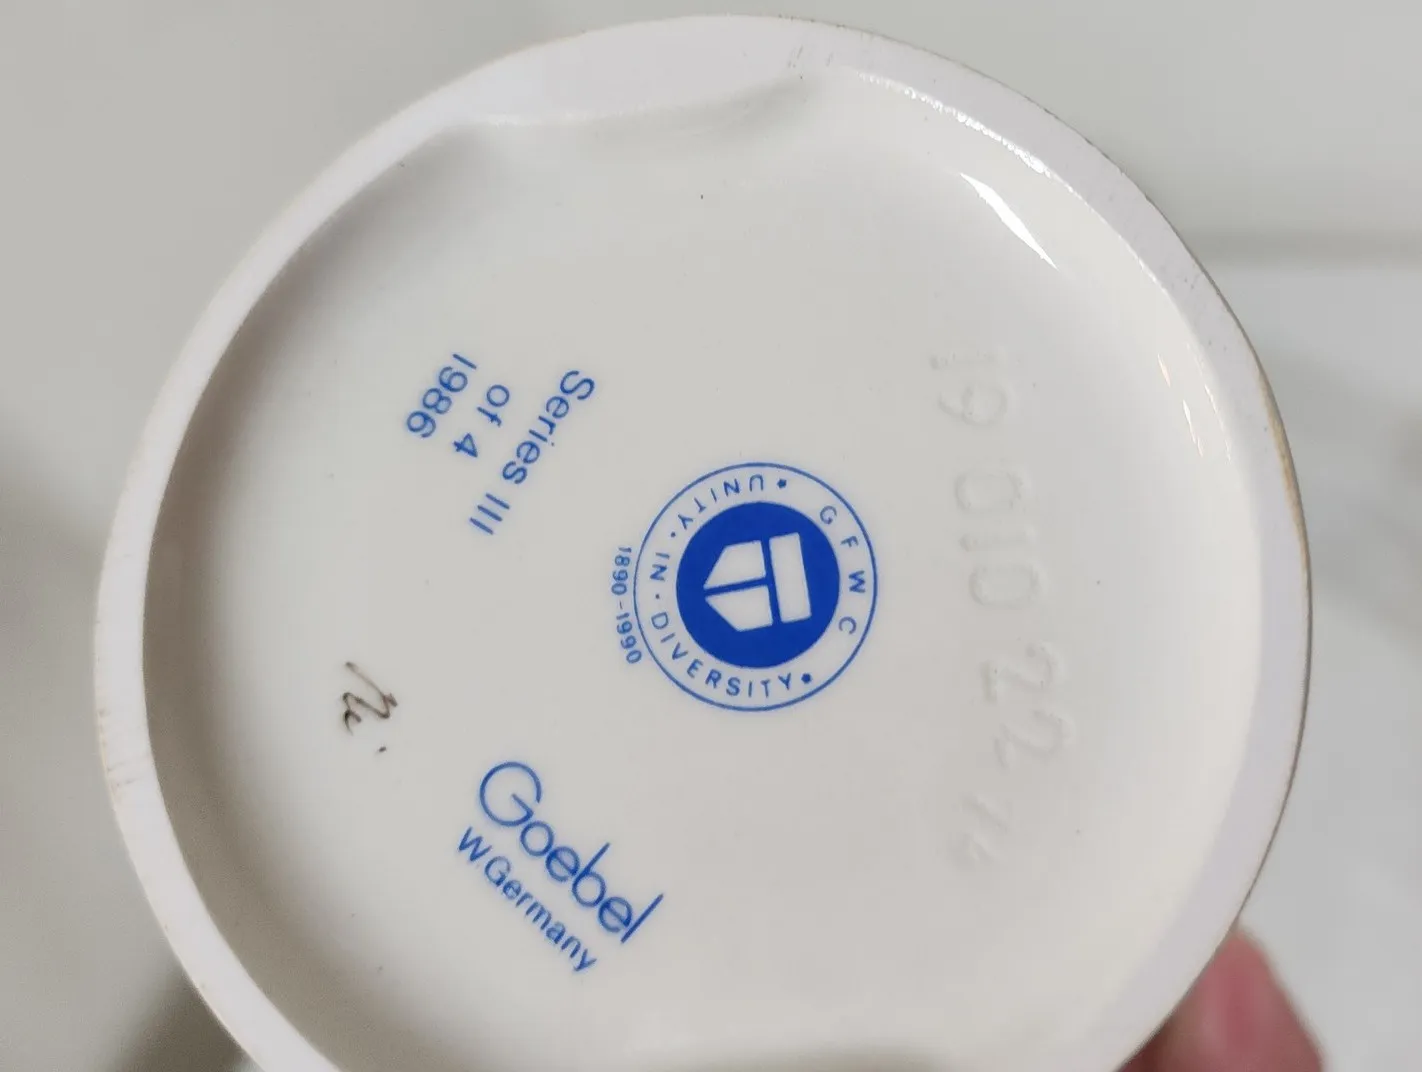 Series III
of 4
1986
GFWC
UNITY · IN · DIVERSITY
1890-1990
Goebel
W Germany